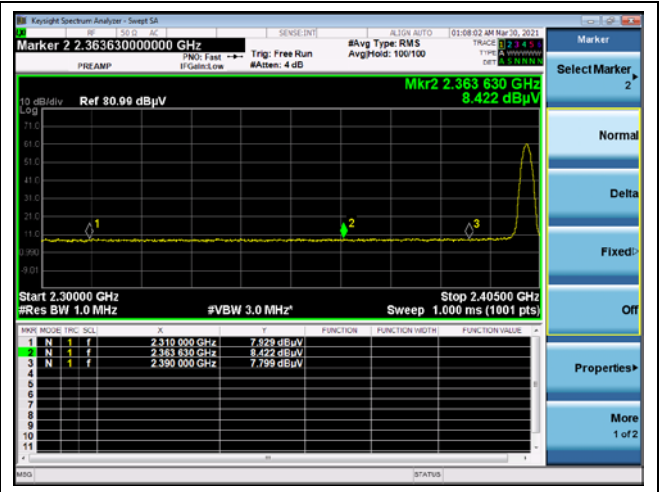 Keysight Spectrum Analyzer - Swept SA
RF 50 Ω AC SENSE:INT ALIGN AUTO 01:08:02 AM Mar 30, 2021
Marker 2 2.363630000000 GHz
PREAMP
PNO: Fast
IFGain:Low
Trig: Free Run
#Atten: 4 dB
#Avg Type: RMS
Avg|Hold: 100/100
TRACE 1 2 3 4 5 6
TYPE A WWWWW
DET A S N N N N
Marker
Select Marker
2
Normal
Delta
Fixed
Off
Properties
More
1 of 2
Mkr2 2.363 630 GHz
8.422 dBµV
10 dB/div Ref 80.99 dBµV
Log
71.0
61.0
51.0
41.0
31.0
21.0
11.0
0.990
-9.01
1
2
3
Start 2.30000 GHz Stop 2.40500 GHz
#Res BW 1.0 MHz #VBW 3.0 MHz* Sweep 1.000 ms (1001 pts)
MKR MODE TRC SCL X Y FUNCTION FUNCTION WIDTH FUNCTION VALUE
1 N 1 f 2.310 000 GHz 7.929 dBµV
2 N 1 f 2.363 630 GHz 8.422 dBµV
3 N 1 f 2.390 000 GHz 7.799 dBµV
4
5
6
7
8
9
10
11
MSG STATUS